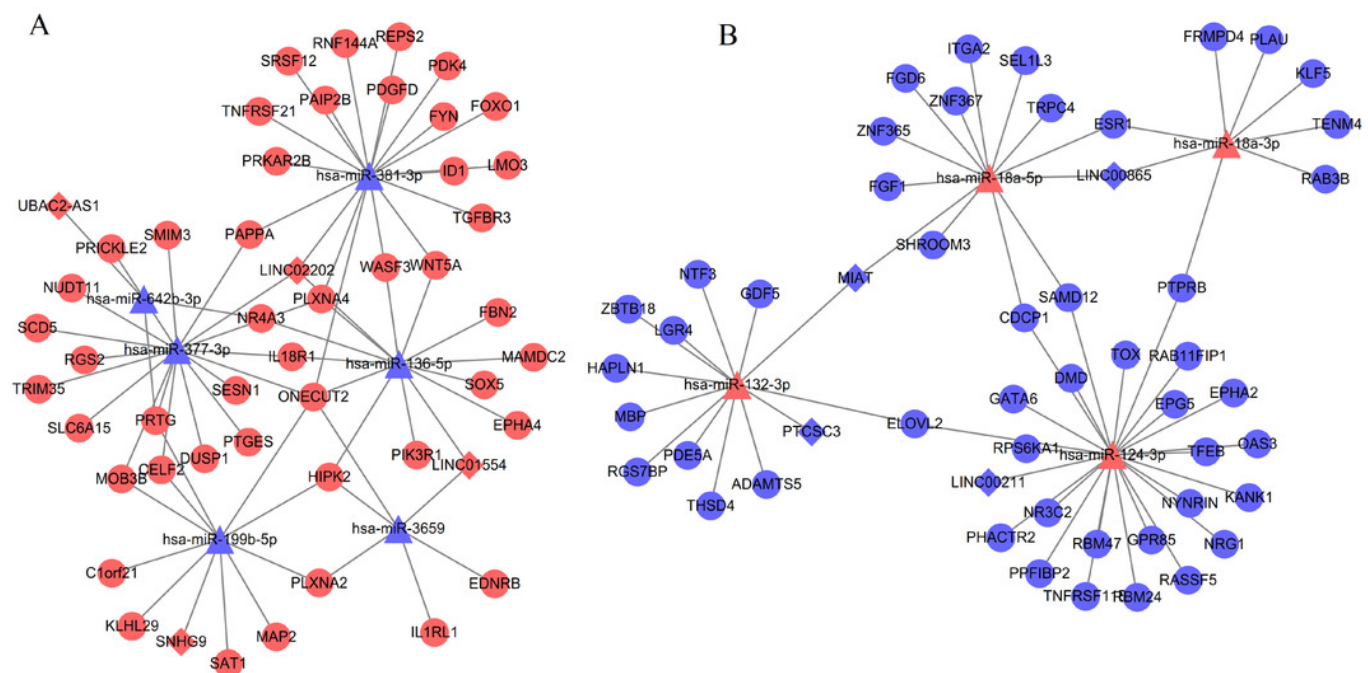 A
RNF144A
REPS2
SRSF12
PDK4
PAIP2B
PDGFD
TNFRSF21
FYN
FOXO1
PRKAR2B
ID1
LMO3
hsa-miR-381-3p
UBAC2-AS1
TGFBR3
SMIM3
PAPPA
PRICKLE2
LINC02202
WASF3
WNT5A
NUDT11
hsa-miR-642b-3p
PLXNA4
NR4A3
FBN2
SCD5
RGS2
hsa-miR-377-3p
IL18R1
hsa-miR-136-5p
MAMDC2
TRIM35
SESN1
ONECUT2
SOX5
SLC6A15
PRTG
PTGES
EPHA4
DUSP1
PIK3R1
MOB3B
CELF2
HIPK2
LINC01554
hsa-miR-199b-5p
hsa-miR-3659
C1orf21
PLXNA2
EDNRB
KLHL29
SNHG9
MAP2
IL1RL1
SAT1
B
FRMPD4
PLAU
ITGA2
SEL1L3
KLF5
FGD6
ZNF367
TRPC4
ESR1
TENM4
ZNF365
hsa-miR-18a-3p
FGF1
hsa-miR-18a-5p
LINC00865
RAB3B
SHROOM3
MIAT
NTF3
GDF5
SAMD12
PTPRB
ZBTB18
LGR4
CDCP1
TOX
RAB11FIP1
HAPLN1
hsa-miR-132-3p
DMD
GATA6
EPG5
EPHA2
MBP
PTCSC3
ELOVL2
RPS6KA1
TFEB
OAS3
PDE5A
hsa-miR-124-3p
RGS7BP
ADAMTS5
LINC00211
THSD4
NR3C2
NYNRIN
KANK1
PHACTR2
RBM47
GPR85
NRG1
PPFIBP2
RASSF5
RBM24